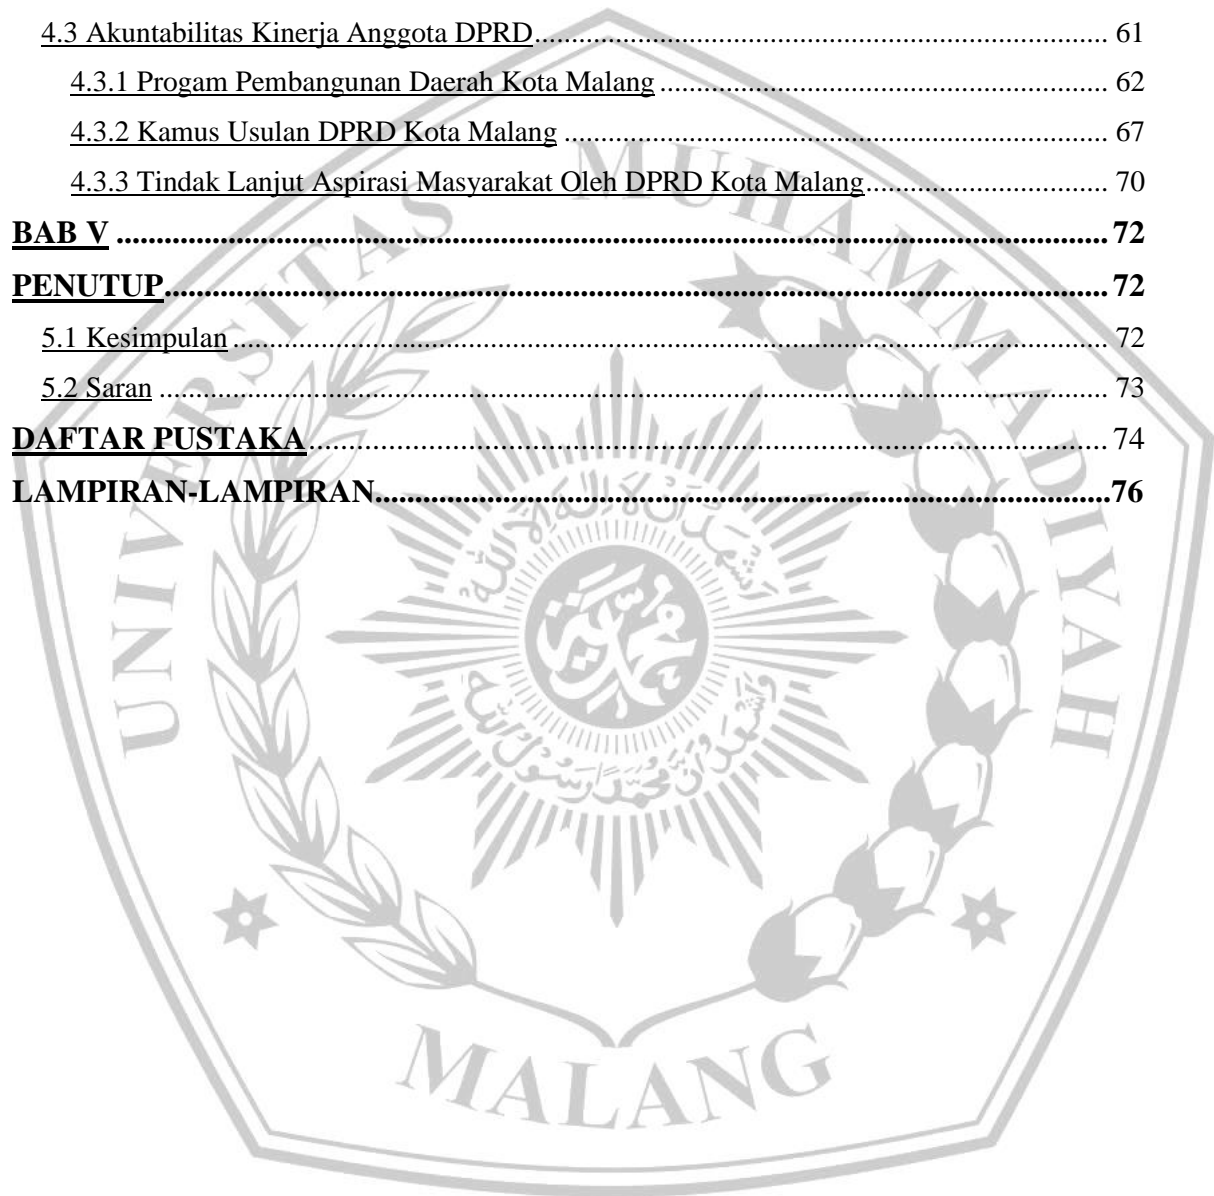 4.3 Akuntabilitas Kinerja Anggota DPRD.......... 61
4.3.1 Progam Pembangunan Daerah Kota Malang .......... 62
4.3.2 Kamus Usulan DPRD Kota Malang .......... 67
4.3.3 Tindak Lanjut Aspirasi Masyarakat Oleh DPRD Kota Malang.......... 70
BAB V .......... 72
PENUTUP.......... 72
5.1 Kesimpulan .......... 72
5.2 Saran .......... 73
DAFTAR PUSTAKA .......... 74
LAMPIRAN-LAMPIRAN..........76
UNIVERSITAS MUHAMMADIYAH
MALANG